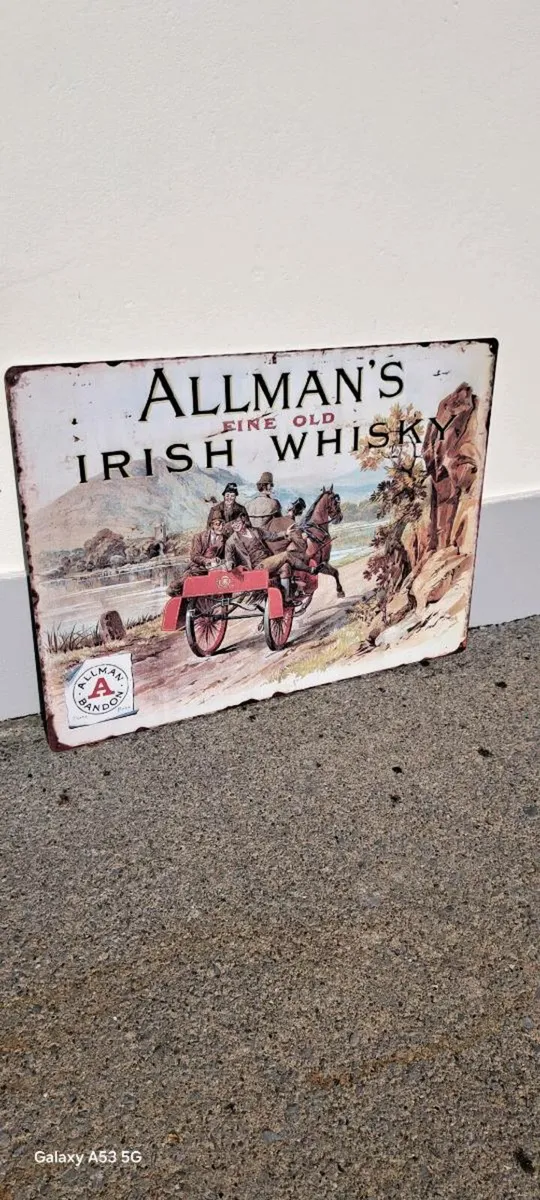 ALLMAN'S
FINE OLD
IRISH WHISKY
ALLMAN
A
BANDON
Galaxy A53 5G